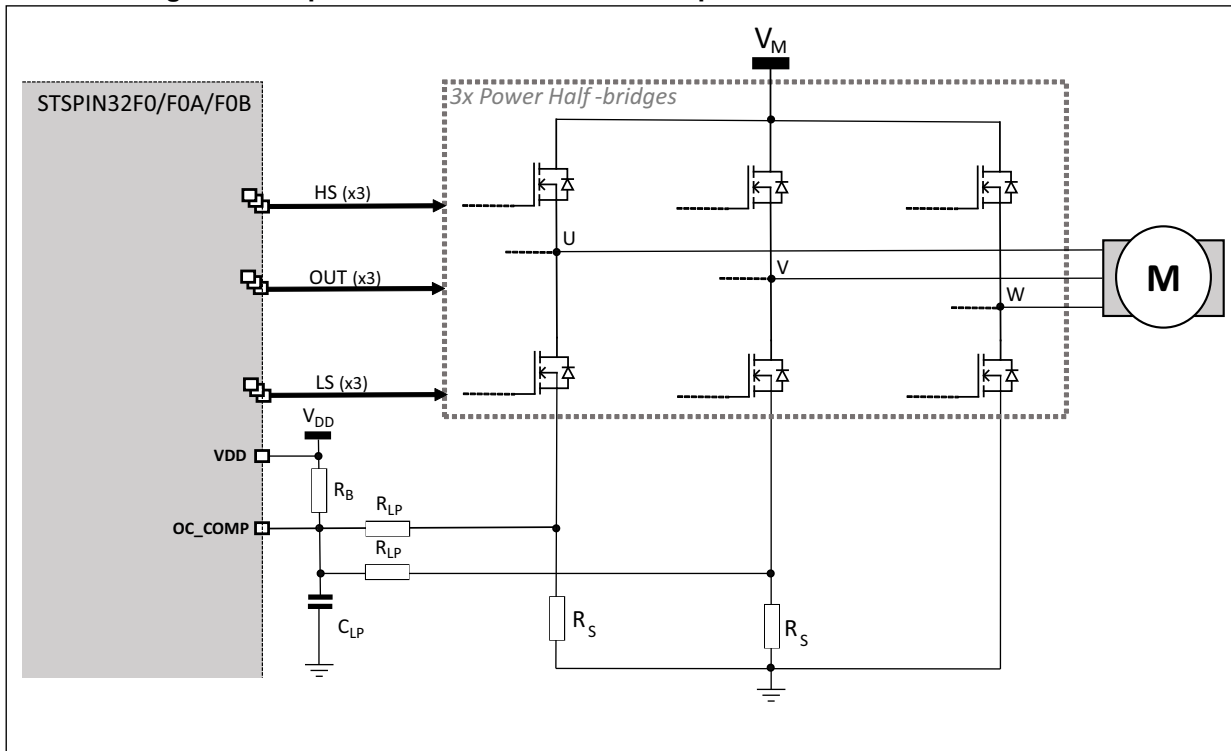 V_M
STSPIN32F0/F0A/F0B
3x Power Half -bridges
HS (x3)
U
OUT (x3)
V
M
W
LS (x3)
V_DD
VDD
R_B
R_LP
OC_COMP
R_LP
C_LP
R_S
R_S